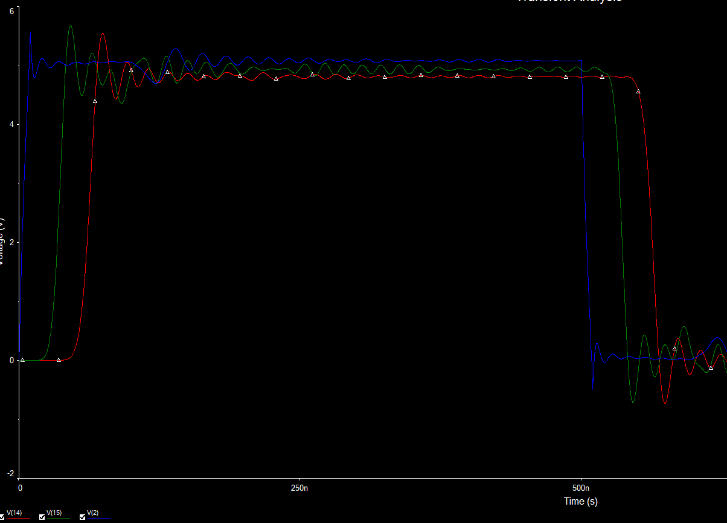 Transient Analysis
6
4
2
0
-2
Voltage (V)
0
250n
500n
Time (s)
V(14)
V(15)
V(2)